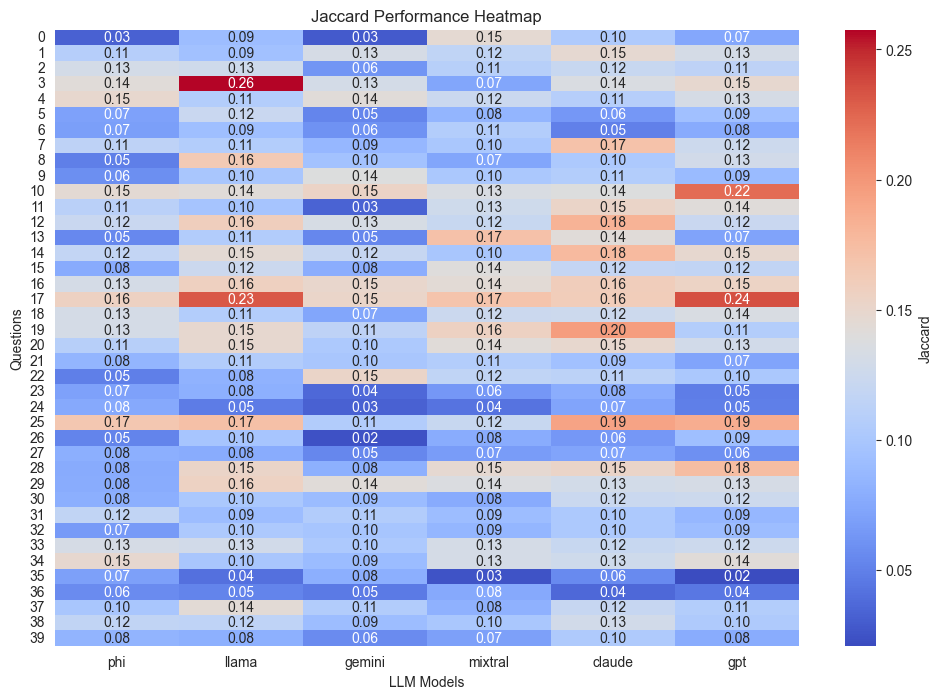 Jaccard Performance Heatmap
0 0.03 0.09 0.03 0.15 0.10 0.07
1 0.11 0.09 0.13 0.12 0.15 0.13
2 0.13 0.13 0.06 0.11 0.12 0.11
3 0.14 0.26 0.13 0.07 0.14 0.15
4 0.15 0.11 0.14 0.12 0.11 0.13
5 0.07 0.12 0.05 0.08 0.06 0.09
6 0.07 0.09 0.06 0.11 0.05 0.08
7 0.11 0.11 0.09 0.10 0.17 0.12
8 0.05 0.16 0.10 0.07 0.10 0.13
9 0.06 0.10 0.14 0.10 0.11 0.09
10 0.15 0.14 0.15 0.13 0.14 0.22
11 0.11 0.10 0.03 0.13 0.15 0.14
12 0.12 0.16 0.13 0.12 0.18 0.12
13 0.05 0.11 0.05 0.17 0.14 0.07
14 0.12 0.15 0.12 0.10 0.18 0.15
15 0.08 0.12 0.08 0.14 0.12 0.12
16 0.13 0.16 0.15 0.14 0.16 0.15
17 0.16 0.23 0.15 0.17 0.16 0.24
18 0.13 0.11 0.07 0.12 0.12 0.14
19 0.13 0.15 0.11 0.16 0.20 0.11
20 0.11 0.15 0.10 0.14 0.15 0.13
21 0.08 0.11 0.10 0.11 0.09 0.07
22 0.05 0.08 0.15 0.12 0.11 0.10
23 0.07 0.08 0.04 0.06 0.08 0.05
24 0.08 0.05 0.03 0.04 0.07 0.05
25 0.17 0.17 0.11 0.12 0.19 0.19
26 0.05 0.10 0.02 0.08 0.06 0.09
27 0.08 0.08 0.05 0.07 0.07 0.06
28 0.08 0.15 0.08 0.15 0.15 0.18
29 0.08 0.16 0.14 0.14 0.13 0.13
30 0.08 0.10 0.09 0.08 0.12 0.12
31 0.12 0.09 0.11 0.09 0.10 0.09
32 0.07 0.10 0.10 0.09 0.10 0.09
33 0.13 0.13 0.10 0.13 0.12 0.12
34 0.15 0.10 0.09 0.13 0.13 0.14
35 0.07 0.04 0.08 0.03 0.06 0.02
36 0.06 0.05 0.05 0.08 0.04 0.04
37 0.10 0.14 0.11 0.08 0.12 0.11
38 0.12 0.12 0.09 0.10 0.13 0.10
39 0.08 0.08 0.06 0.07 0.10 0.08
phi llama gemini mixtral claude gpt
LLM Models
Questions
0.25
0.20
0.15
0.10
0.05
Jaccard